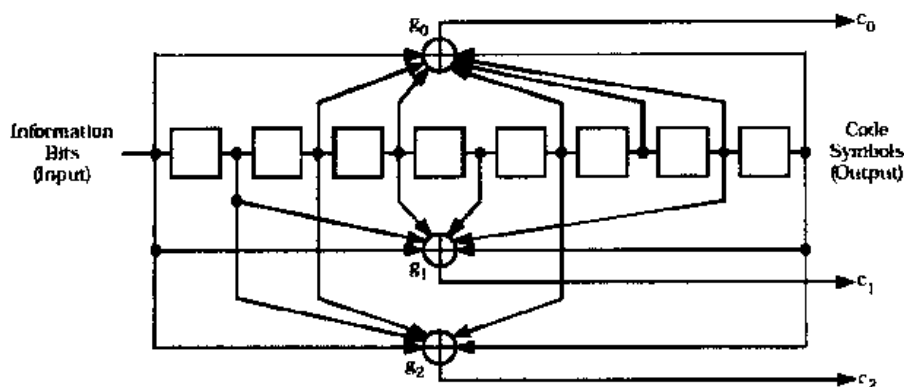 g₀
c₀
Information
Bits
(Input)
Code
Symbols
(Output)
g₁
c₁
g₂
c₂